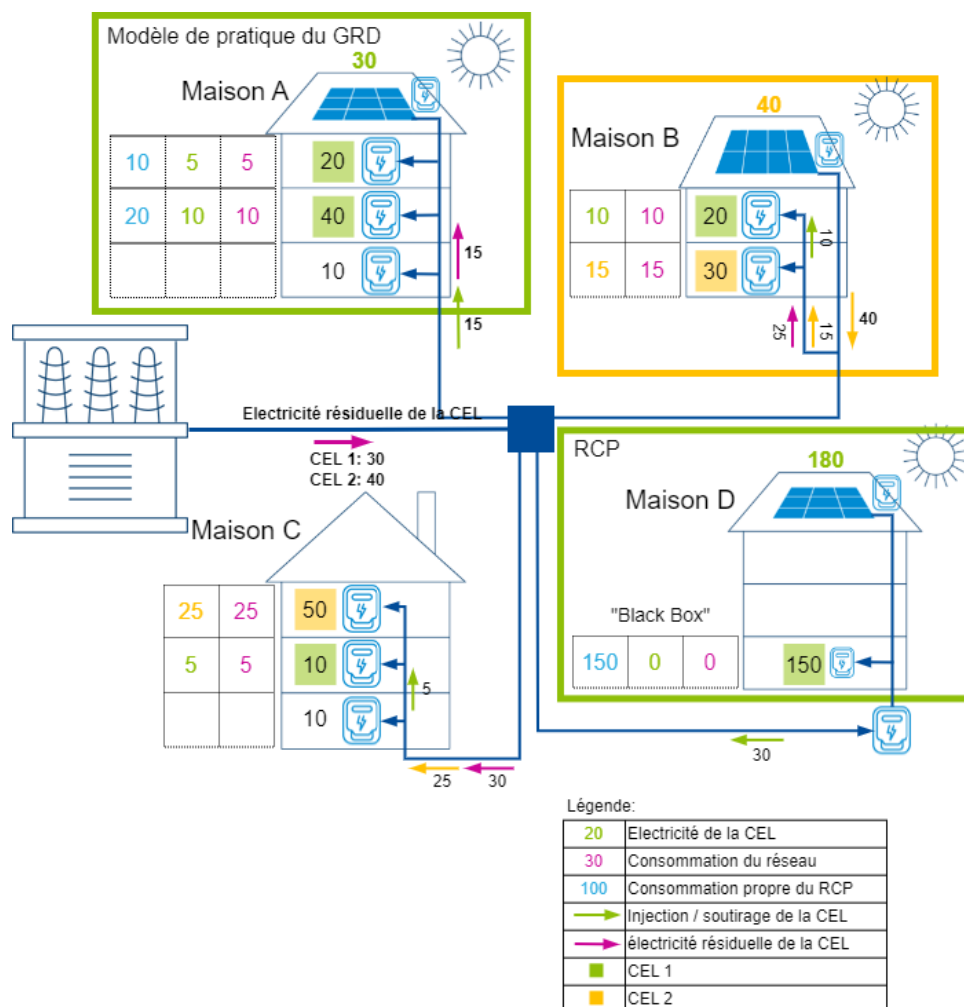 Modèle de pratique du GRD
30
Maison A
10 5 5
20
20 10 10
40
10
15
15
40
Maison B
10 10
20
10
15 15
30
25
15
40
Electricité résiduelle de la CEL
CEL 1: 30
CEL 2: 40
RCP
180
Maison D
"Black Box"
150 0 0
150
30
Maison C
25 25
50
5 5
10
5
10
25
30
Légende:
20 Electricité de la CEL
30 Consommation du réseau
100 Consommation propre du RCP
Injection / soutirage de la CEL
électricité résiduelle de la CEL
CEL 1
CEL 2